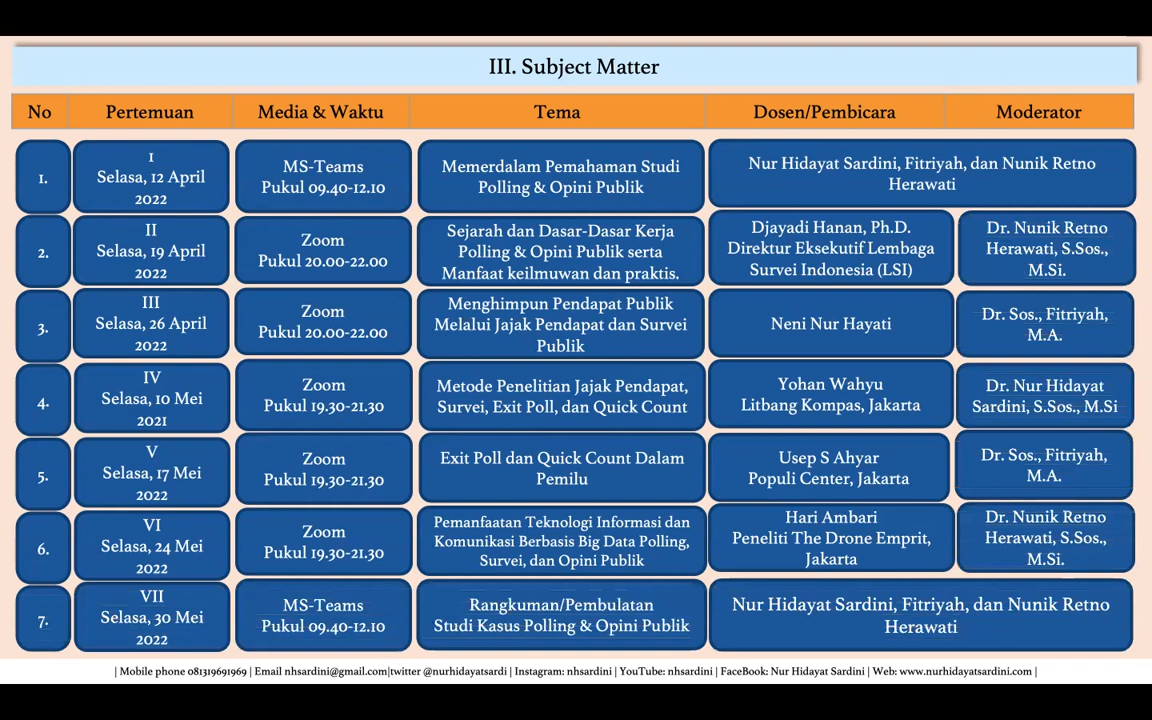 III. Subject Matter
No Pertemuan Media & Waktu Tema Dosen/Pembicara Moderator
1.
I
Selasa, 12 April
2022
MS-Teams
Pukul 09.40-12.10
Memerdalam Pemahaman Studi
Polling & Opini Publik
Nur Hidayat Sardini, Fitriyah, dan Nunik Retno
Herawati
2.
II
Selasa, 19 April
2022
Zoom
Pukul 20.00-22.00
Sejarah dan Dasar-Dasar Kerja
Polling & Opini Publik serta
Manfaat keilmuwan dan praktis.
Djayadi Hanan, Ph.D.
Direktur Eksekutif Lembaga
Survei Indonesia (LSI)
Dr. Nunik Retno
Herawati, S.Sos.,
M.Si.
3.
III
Selasa, 26 April
2022
Zoom
Pukul 20.00-22.00
Menghimpun Pendapat Publik
Melalui Jajak Pendapat dan Survei
Publik
Neni Nur Hayati
Dr. Sos., Fitriyah,
M.A.
4.
IV
Selasa, 10 Mei
2021
Zoom
Pukul 19.30-21.30
Metode Penelitian Jajak Pendapat,
Survei, Exit Poll, dan Quick Count
Yohan Wahyu
Litbang Kompas, Jakarta
Dr. Nur Hidayat
Sardini, S.Sos., M.Si
5.
V
Selasa, 17 Mei
2022
Zoom
Pukul 19.30-21.30
Exit Poll dan Quick Count Dalam
Pemilu
Usep S Ahyar
Populi Center, Jakarta
Dr. Sos., Fitriyah,
M.A.
6.
VI
Selasa, 24 Mei
2022
Zoom
Pukul 19.30-21.30
Pemanfaatan Teknologi Informasi dan
Komunikasi Berbasis Big Data Polling,
Survei, dan Opini Publik
Hari Ambari
Peneliti The Drone Emprit,
Jakarta
Dr. Nunik Retno
Herawati, S.Sos.,
M.Si.
7.
VII
Selasa, 30 Mei
2022
MS-Teams
Pukul 09.40-12.10
Rangkuman/Pembulatan
Studi Kasus Polling & Opini Publik
Nur Hidayat Sardini, Fitriyah, dan Nunik Retno
Herawati
| Mobile phone 081319691969 | Email nhsardini@gmail.com|twitter @nurhidayatsardi | Instagram: nhsardini | YouTube: nhsardini | FaceBook: Nur Hidayat Sardini | Web: www.nurhidayatsardini.com |